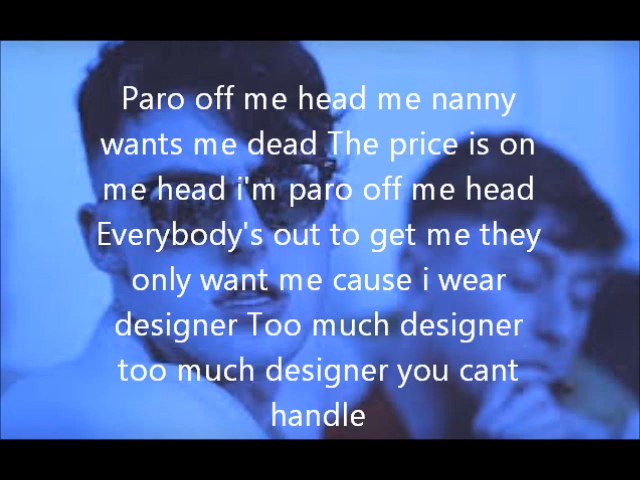 Paro off me head me nanny
wants me dead The price is on
me head i'm paro off me head
Everybody's out to get me they
only want me cause i wear
designer Too much designer
too much designer you cant
handle